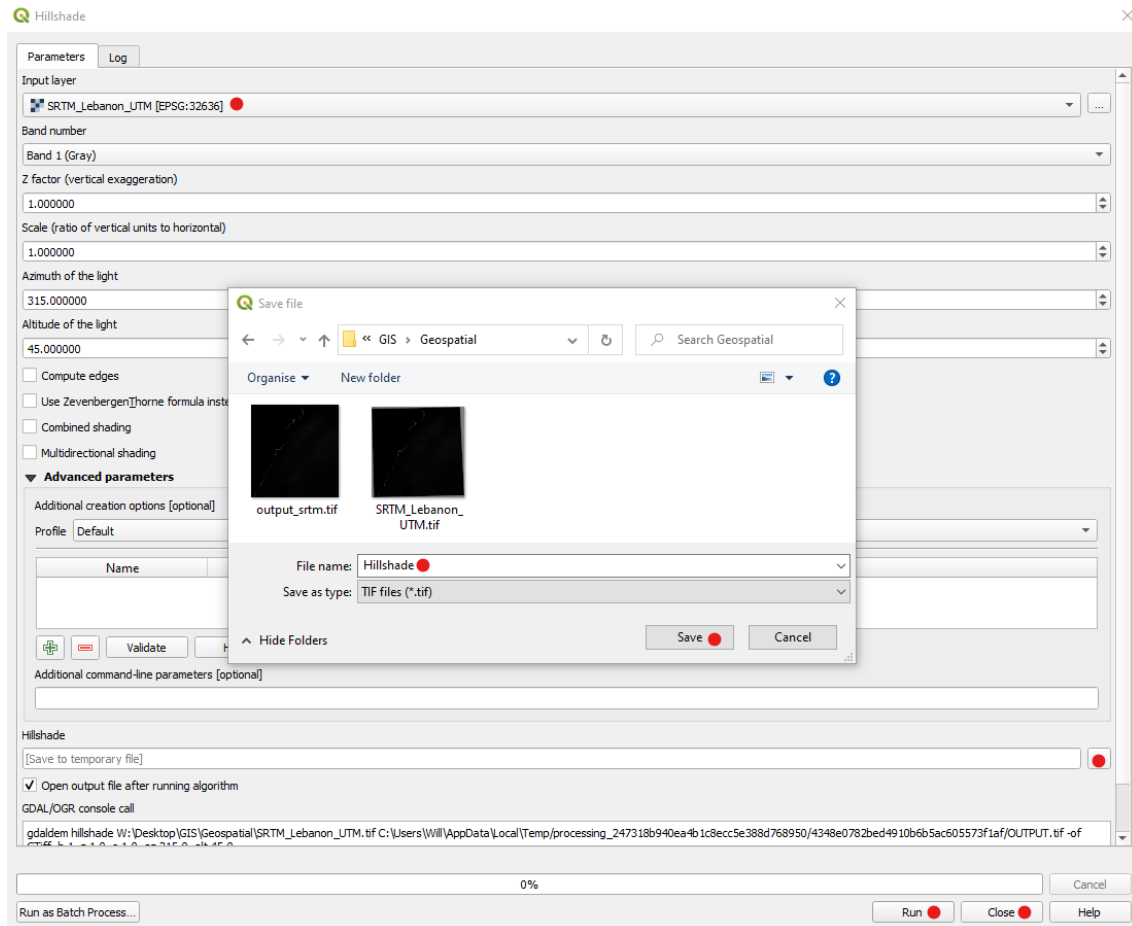 Hillshade
Parameters
Log
Input layer
SRTM_Lebanon_UTM [EPSG:32636]
...
Band number
Band 1 (Gray)
Z factor (vertical exaggeration)
1.000000
Scale (ratio of vertical units to horizontal)
1.000000
Azimuth of the light
315.000000
Altitude of the light
45.000000
Compute edges
Use ZevenbergenThorne formula inste
Combined shading
Multidirectional shading
Advanced parameters
Additional creation options [optional]
Profile Default
Name
Validate
H
Additional command-line parameters [optional]
Save file
« GIS › Geospatial
Search Geospatial
Organise
New folder
?
output_srtm.tif
SRTM_Lebanon_
UTM.tif
File name: Hillshade
Save as type: TIF files (*.tif)
Hide Folders
Save
Cancel
Hillshade
[Save to temporary file]
Open output file after running algorithm
GDAL/OGR console call
gdaldem hillshade W:\Desktop\GIS\Geospatial\SRTM_Lebanon_UTM.tif C:\Users\Will\AppData\Local\Temp/processing_247318b940ea4b1c8ecc5e388d768950/4348e0782bed4910b6b5ac605573f1af/OUTPUT.tif -of
0%
Cancel
Run as Batch Process...
Run
Close
Help